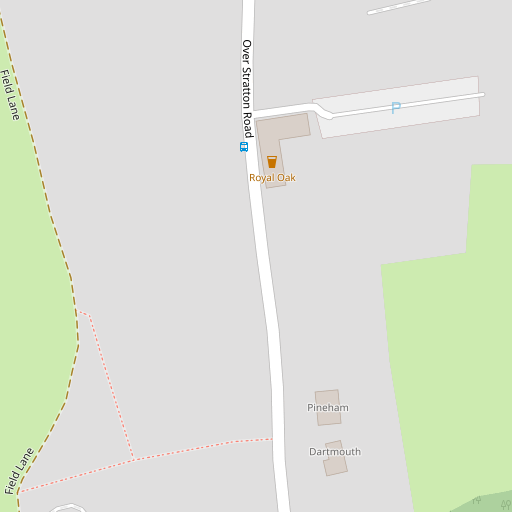 Field Lane
Over Stratton Road
P
Royal Oak
Pineham
Dartmouth
Field Lane